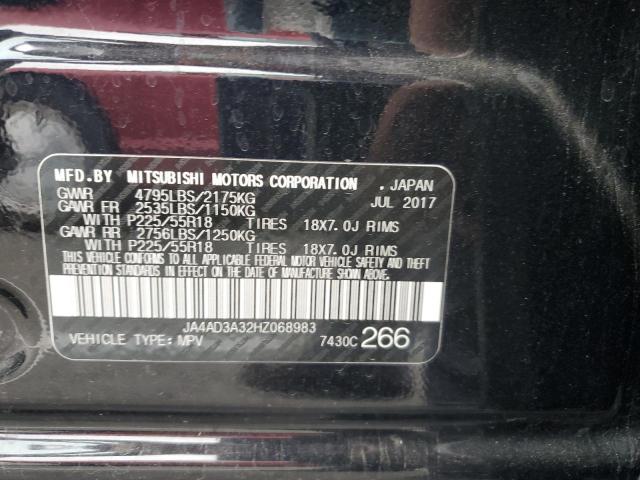 MFD.BY MITSUBISHI MOTORS CORPORATION . JAPAN
GVWR 4795LBS/2175KG JUL 2017
GAWR FR 2535LBS/1150KG
WITH P225/55R18 TIRES 18X7.0J RIMS
GAWR RR 2756LBS/1250KG
WITH P225/55R18 TIRES 18X7.0J RIMS
THIS VEHICLE CONFORMS TO ALL APPLICABLE FEDERAL MOTOR VEHICLE SAFETY AND THEFT
PREVENTION STANDARDS IN EFFECT ON THE DATE OF MANUFACTURE SHOWN ABOVE.
JA4AD3A32HZ068983
VEHICLE TYPE:MPV 7430C 266